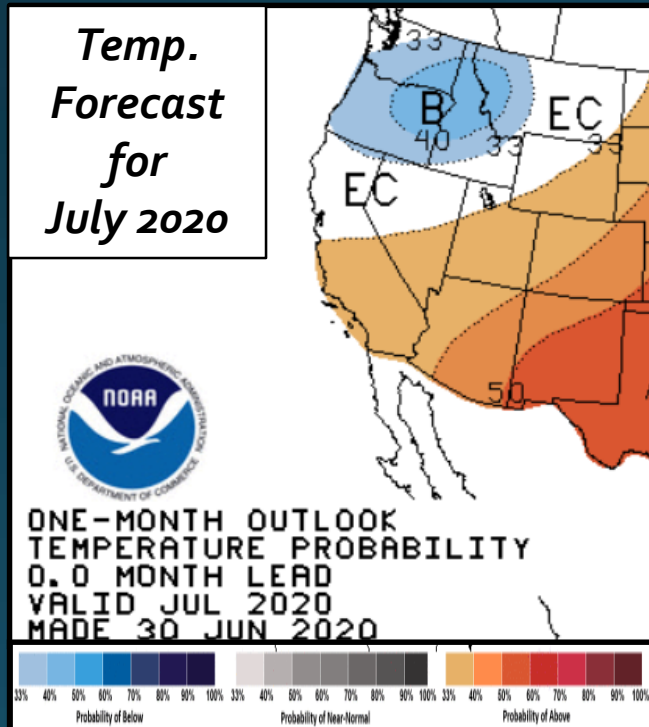 Temp.
Forecast
for
July 2020
33
B
40
EC
33
33
EC
50
NATIONAL OCEANIC AND ATMOSPHERIC ADMINISTRATION
NOAA
U.S. DEPARTMENT OF COMMERCE
ONE-MONTH OUTLOOK
TEMPERATURE PROBABILITY
0.0 MONTH LEAD
VALID JUL 2020
MADE 30 JUN 2020
33% 40% 50% 60% 70% 80% 90% 100% 33% 40% 50% 60% 70% 80% 90% 100% 33% 40% 50% 60% 70% 80% 90% 100%
Probability of Below Probability of Near-Normal Probability of Above